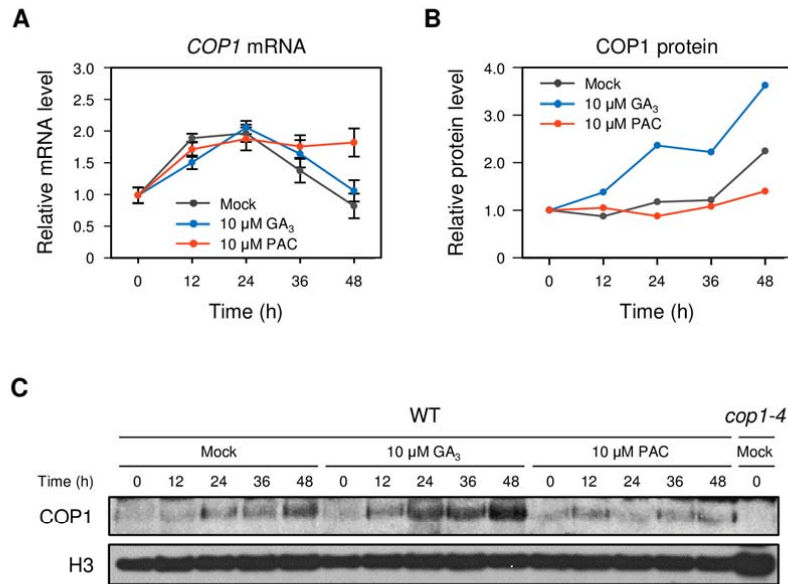 A
COP1 mRNA
Relative mRNA level
3.0
2.5
2.0
1.5
1.0
0.5
0
Mock
10 µM GA₃
10 µM PAC
0 12 24 36 48
Time (h)
B
COP1 protein
Relative protein level
4.0
3.0
2.0
1.0
0
Mock
10 µM GA₃
10 µM PAC
0 12 24 36 48
Time (h)
C
WT cop1-4
Mock 10 µM GA₃ 10 µM PAC Mock
Time (h) 0 12 24 36 48 0 12 24 36 48 0 12 24 36 48 0
COP1
H3